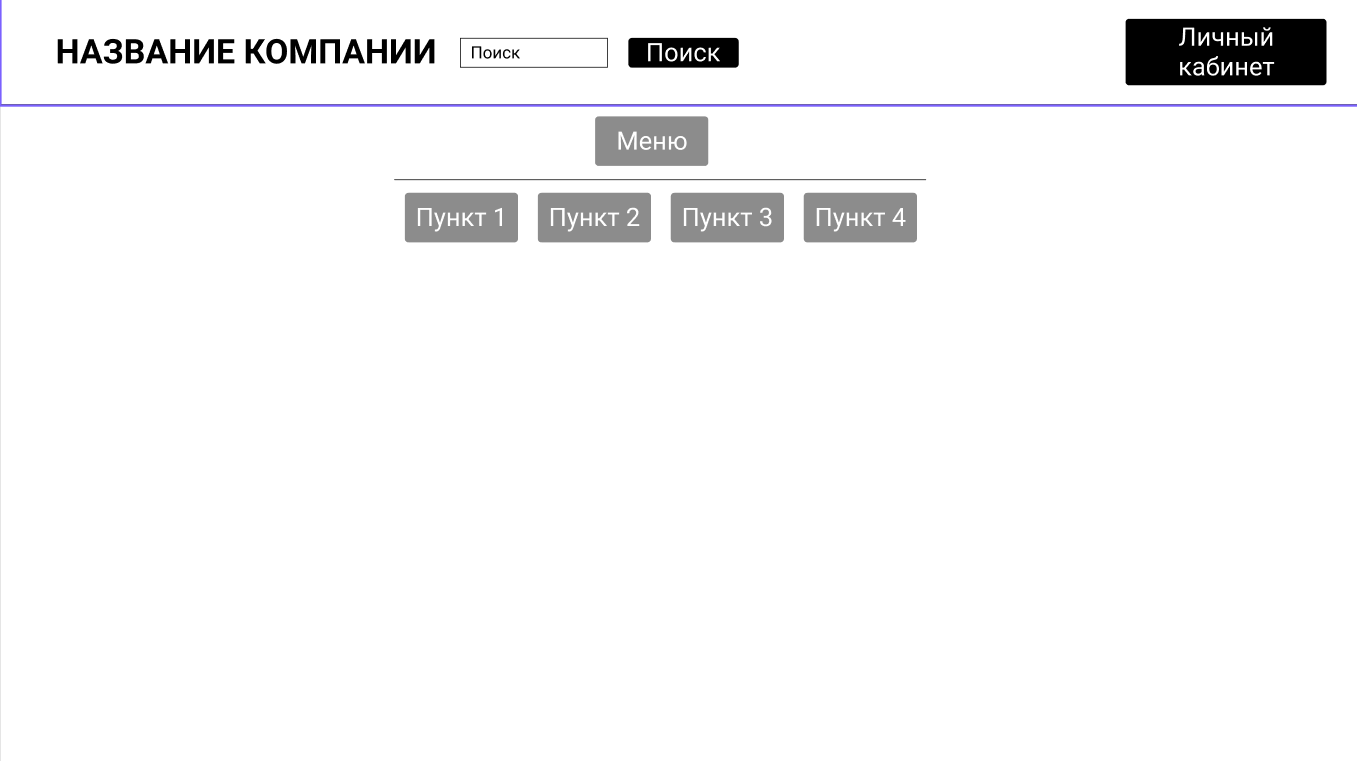 НАЗВАНИЕ КОМПАНИИ
Поиск
Поиск
Личный
кабинет
Меню
Пункт 1
Пункт 2
Пункт 3
Пункт 4